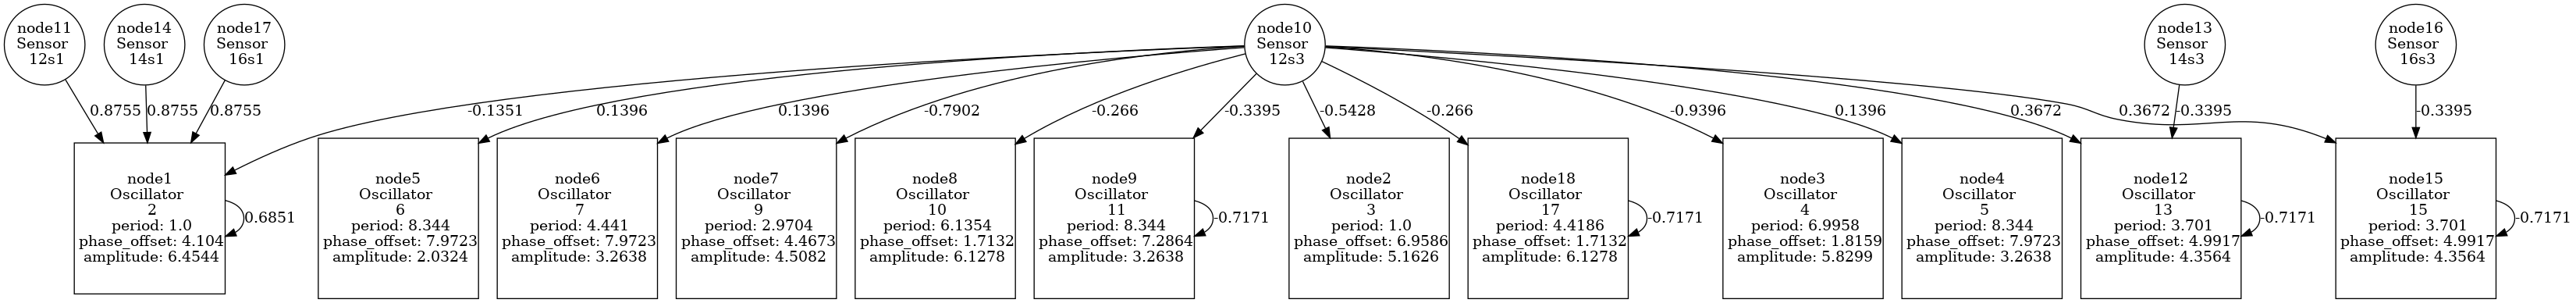 node11
Sensor
12s1
node14
Sensor
14s1
node17
Sensor
16s1
node10
Sensor
12s3
node13
Sensor
14s3
node16
Sensor
16s3
0.8755
0.8755
0.8755
-0.1351
0.1396
0.1396
-0.7902
-0.266
-0.3395
-0.5428
-0.266
-0.9396
0.1396
0.3672
-0.3395
0.3672
-0.3395
node1
Oscillator
2
period: 1.0
phase_offset: 4.104
amplitude: 6.4544
0.6851
node5
Oscillator
6
period: 8.344
phase_offset: 7.9723
amplitude: 2.0324
node6
Oscillator
7
period: 4.441
phase_offset: 7.9723
amplitude: 3.2638
node7
Oscillator
9
period: 2.9704
phase_offset: 4.4673
amplitude: 4.5082
node8
Oscillator
10
period: 6.1354
phase_offset: 1.7132
amplitude: 6.1278
node9
Oscillator
11
period: 8.344
phase_offset: 7.2864
amplitude: 3.2638
-0.7171
node2
Oscillator
3
period: 1.0
phase_offset: 6.9586
amplitude: 5.1626
node18
Oscillator
17
period: 4.4186
phase_offset: 1.7132
amplitude: 6.1278
-0.7171
node3
Oscillator
4
period: 6.9958
phase_offset: 1.8159
amplitude: 5.8299
node4
Oscillator
5
period: 8.344
phase_offset: 7.9723
amplitude: 3.2638
node12
Oscillator
13
period: 3.701
phase_offset: 4.9917
amplitude: 4.3564
-0.7171
node15
Oscillator
15
period: 3.701
phase_offset: 4.9917
amplitude: 4.3564
-0.7171